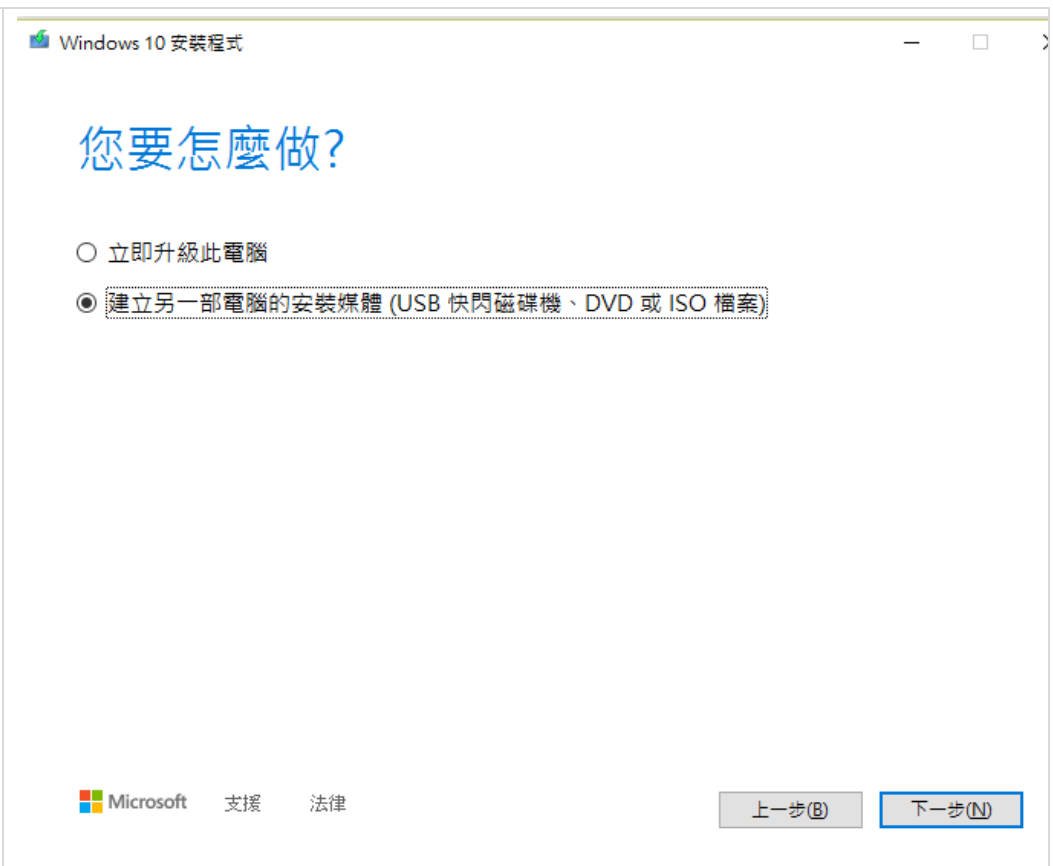 Windows 10 安裝程式
您要怎麼做?
立即升級此電腦
建立另一部電腦的安裝媒體 (USB 快閃磁碟機、DVD 或 ISO 檔案)
Microsoft 支援 法律 上一步(B) 下一步(N)